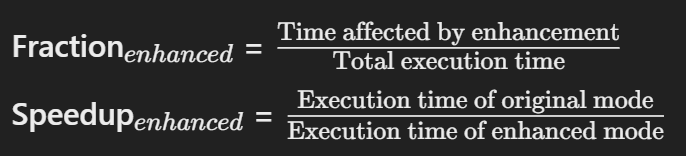 Fraction_enhanced = Time affected by enhancement / Total execution time
Speedup_enhanced = Execution time of original mode / Execution time of enhanced mode